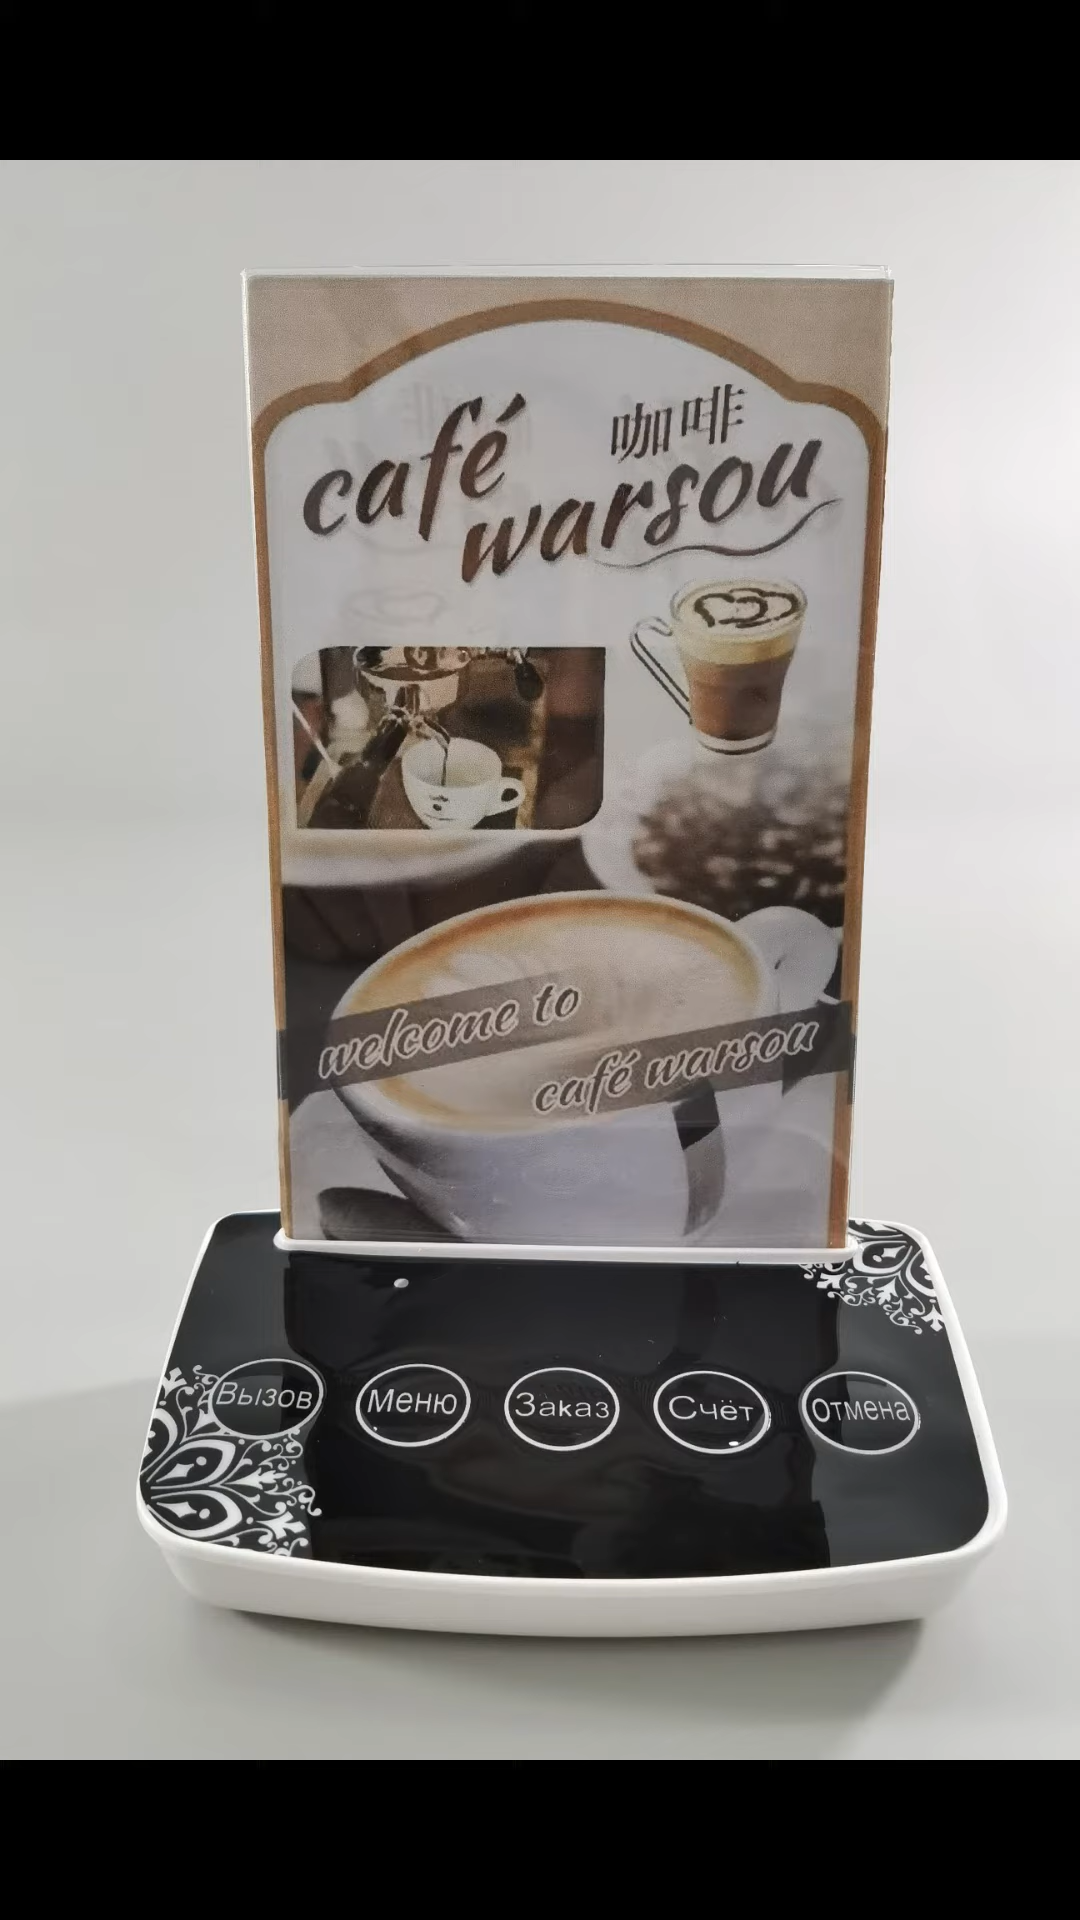 café
咖啡
warsou
welcome to
café warsou
Вызов
Меню
Заказ
Счёт
Отмена